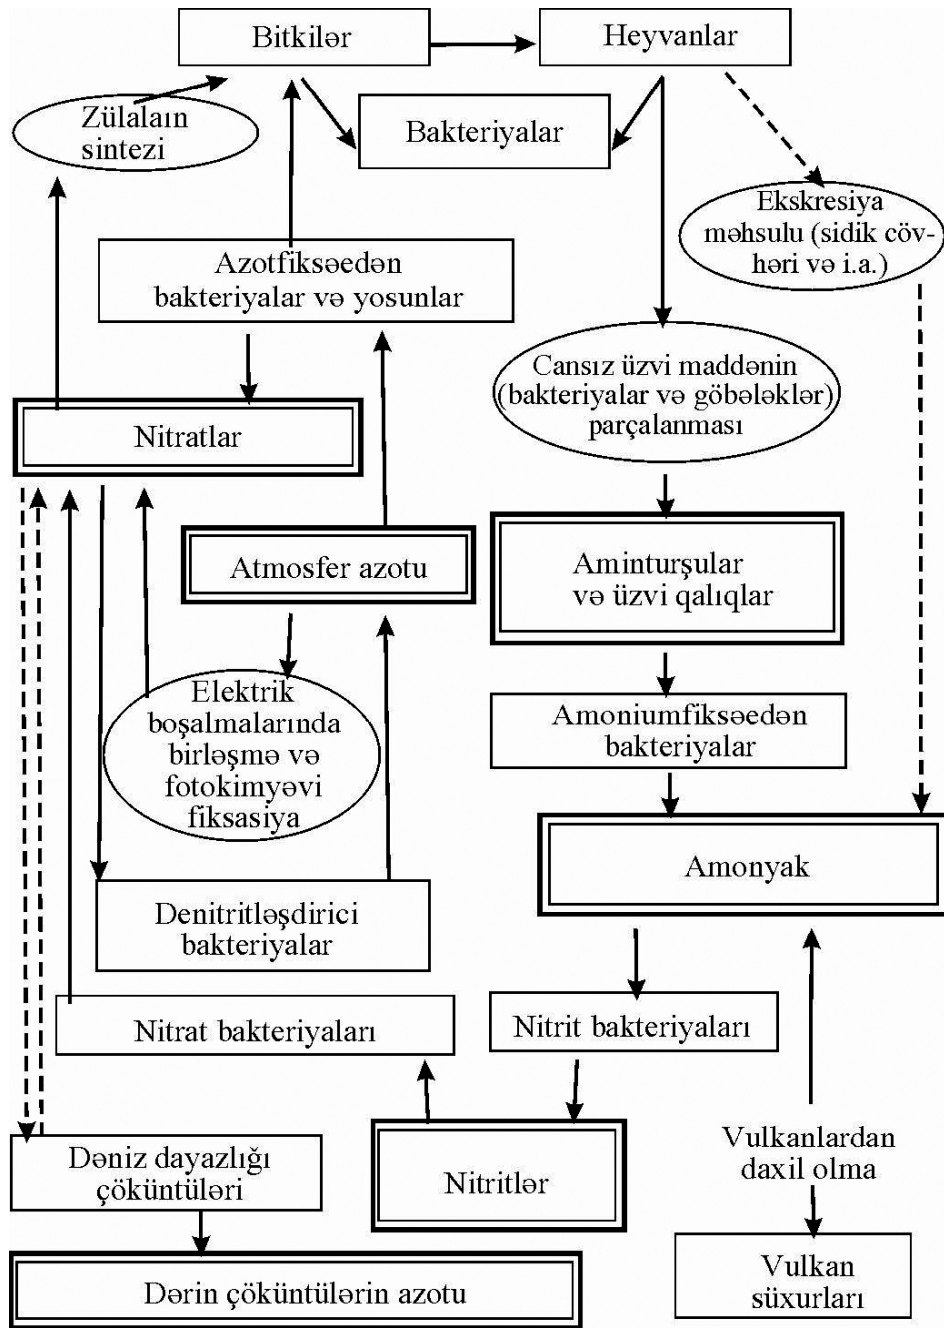 Bitkilər
Heyvanlar
Zülalaın
sintezi
Bakteriyalar
Ekskresiya
məhsulu (sidik cöv-
həri və i.a.)
Azotfiksəedən
bakteriyalar və yosunlar
Cansız üzvi maddənin
(bakteriyalar və göbələklər)
parçalanması
Nitratlar
Atmosfer azotu
Aminturşular
və üzvi qalıqlar
Elektrik
boşalmalarında
birləşmə və
fotokimyəvi
fiksasiya
Amoniumfiksəedən
bakteriyalar
Amonyak
Denitritləşdirici
bakteriyalar
Nitrat bakteriyaları
Nitrit bakteriyaları
Dəniz dayazlığı
çöküntüləri
Nitritlər
Vulkanlardan
daxil olma
Dərin çöküntülərin azotu
Vulkan
süxurları